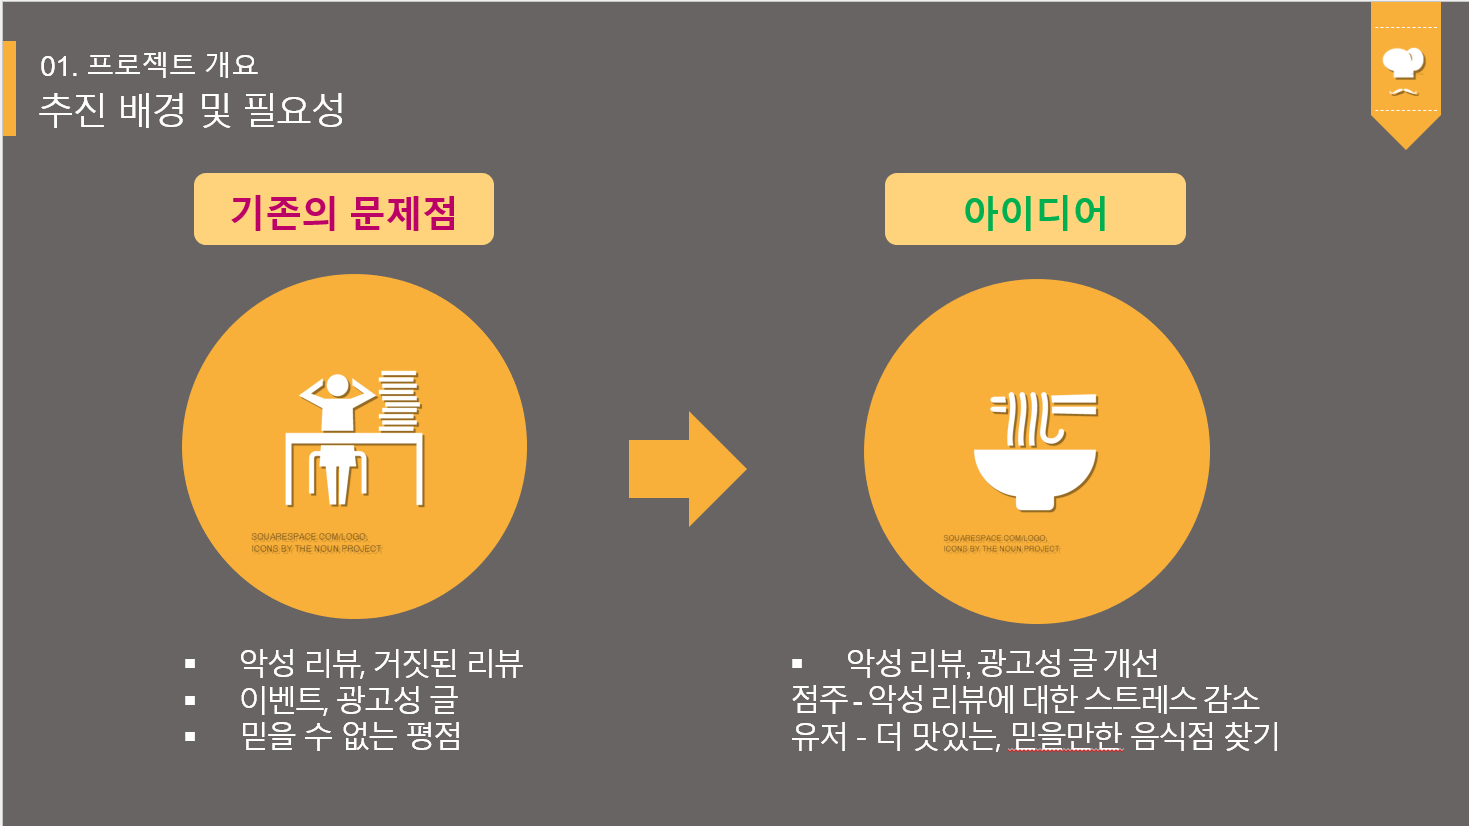 01. 프로젝트 개요
추진 배경 및 필요성
기존의 문제점
아이디어
SQUARESPACE.COM/LOGO,
ICONS BY THE NOUN PROJECT
SQUARESPACE.COM/LOGO,
ICONS BY THE NOUN PROJECT
▪ 악성 리뷰, 거짓된 리뷰
▪ 이벤트, 광고성 글
▪ 믿을 수 없는 평점
▪ 악성 리뷰, 광고성 글 개선
점주 - 악성 리뷰에 대한 스트레스 감소
유저 - 더 맛있는, 믿을만한 음식점 찾기